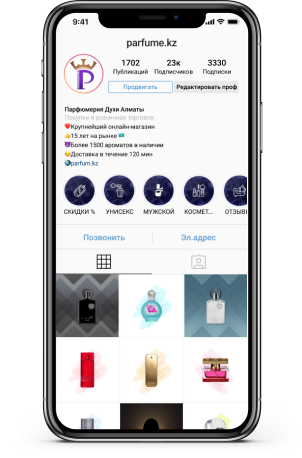 9:41
parfume.kz
P
1702 23к 3330
Публикаций Подписчиков Подписки
Продвигать Редактировать проф
Парфюмерия Духи Алматы
Покупки и розничная торговля
❤️Крупнейший онлайн-магазин
👍15 лет на рынке 🇰🇿
😈Более 1500 ароматов в наличии
😺Доставка в течение 120 мин
🌎parfum.kz
СКИДКИ % УНИСЕКС МУЖСКОЙ КОСМЕТ... ОТЗЫВЫ
Позвонить Эл.адрес